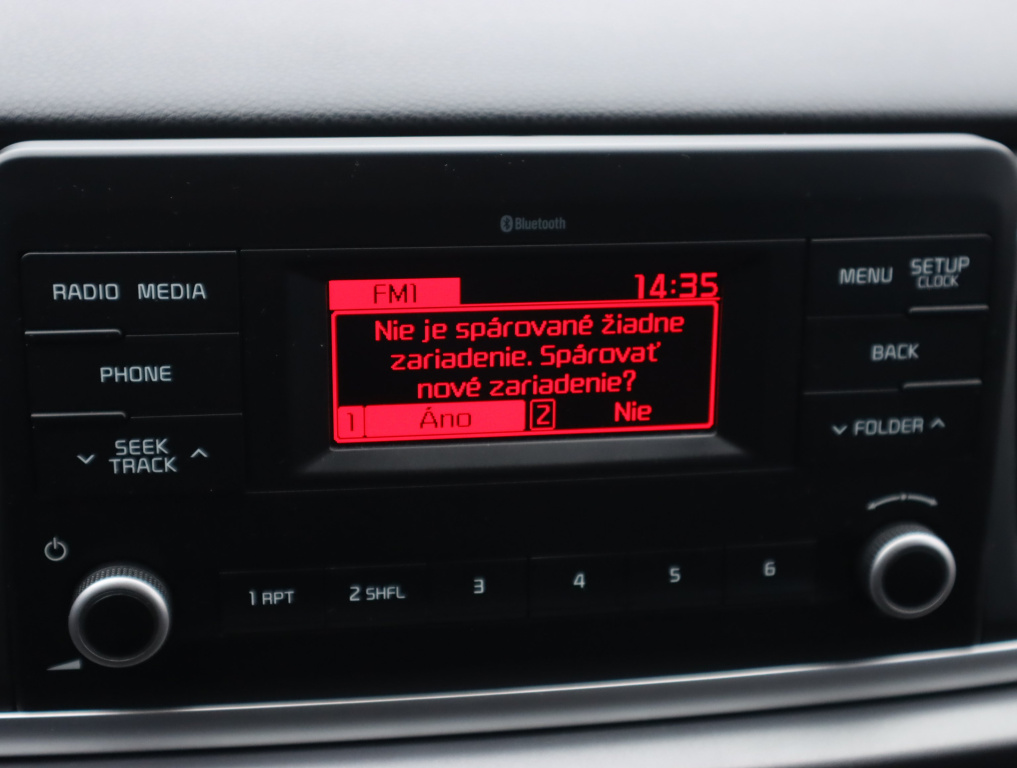 Bluetooth
RADIO MEDIA
MENU
SETUP
CLOCK
FM1 14:35
Nie je spárované žiadne
zariadenie. Spárovať
nové zariadenie?
1 Áno 2 Nie
PHONE
BACK
SEEK
TRACK
FOLDER
1 RPT 2 SHFL 3 4 5 6